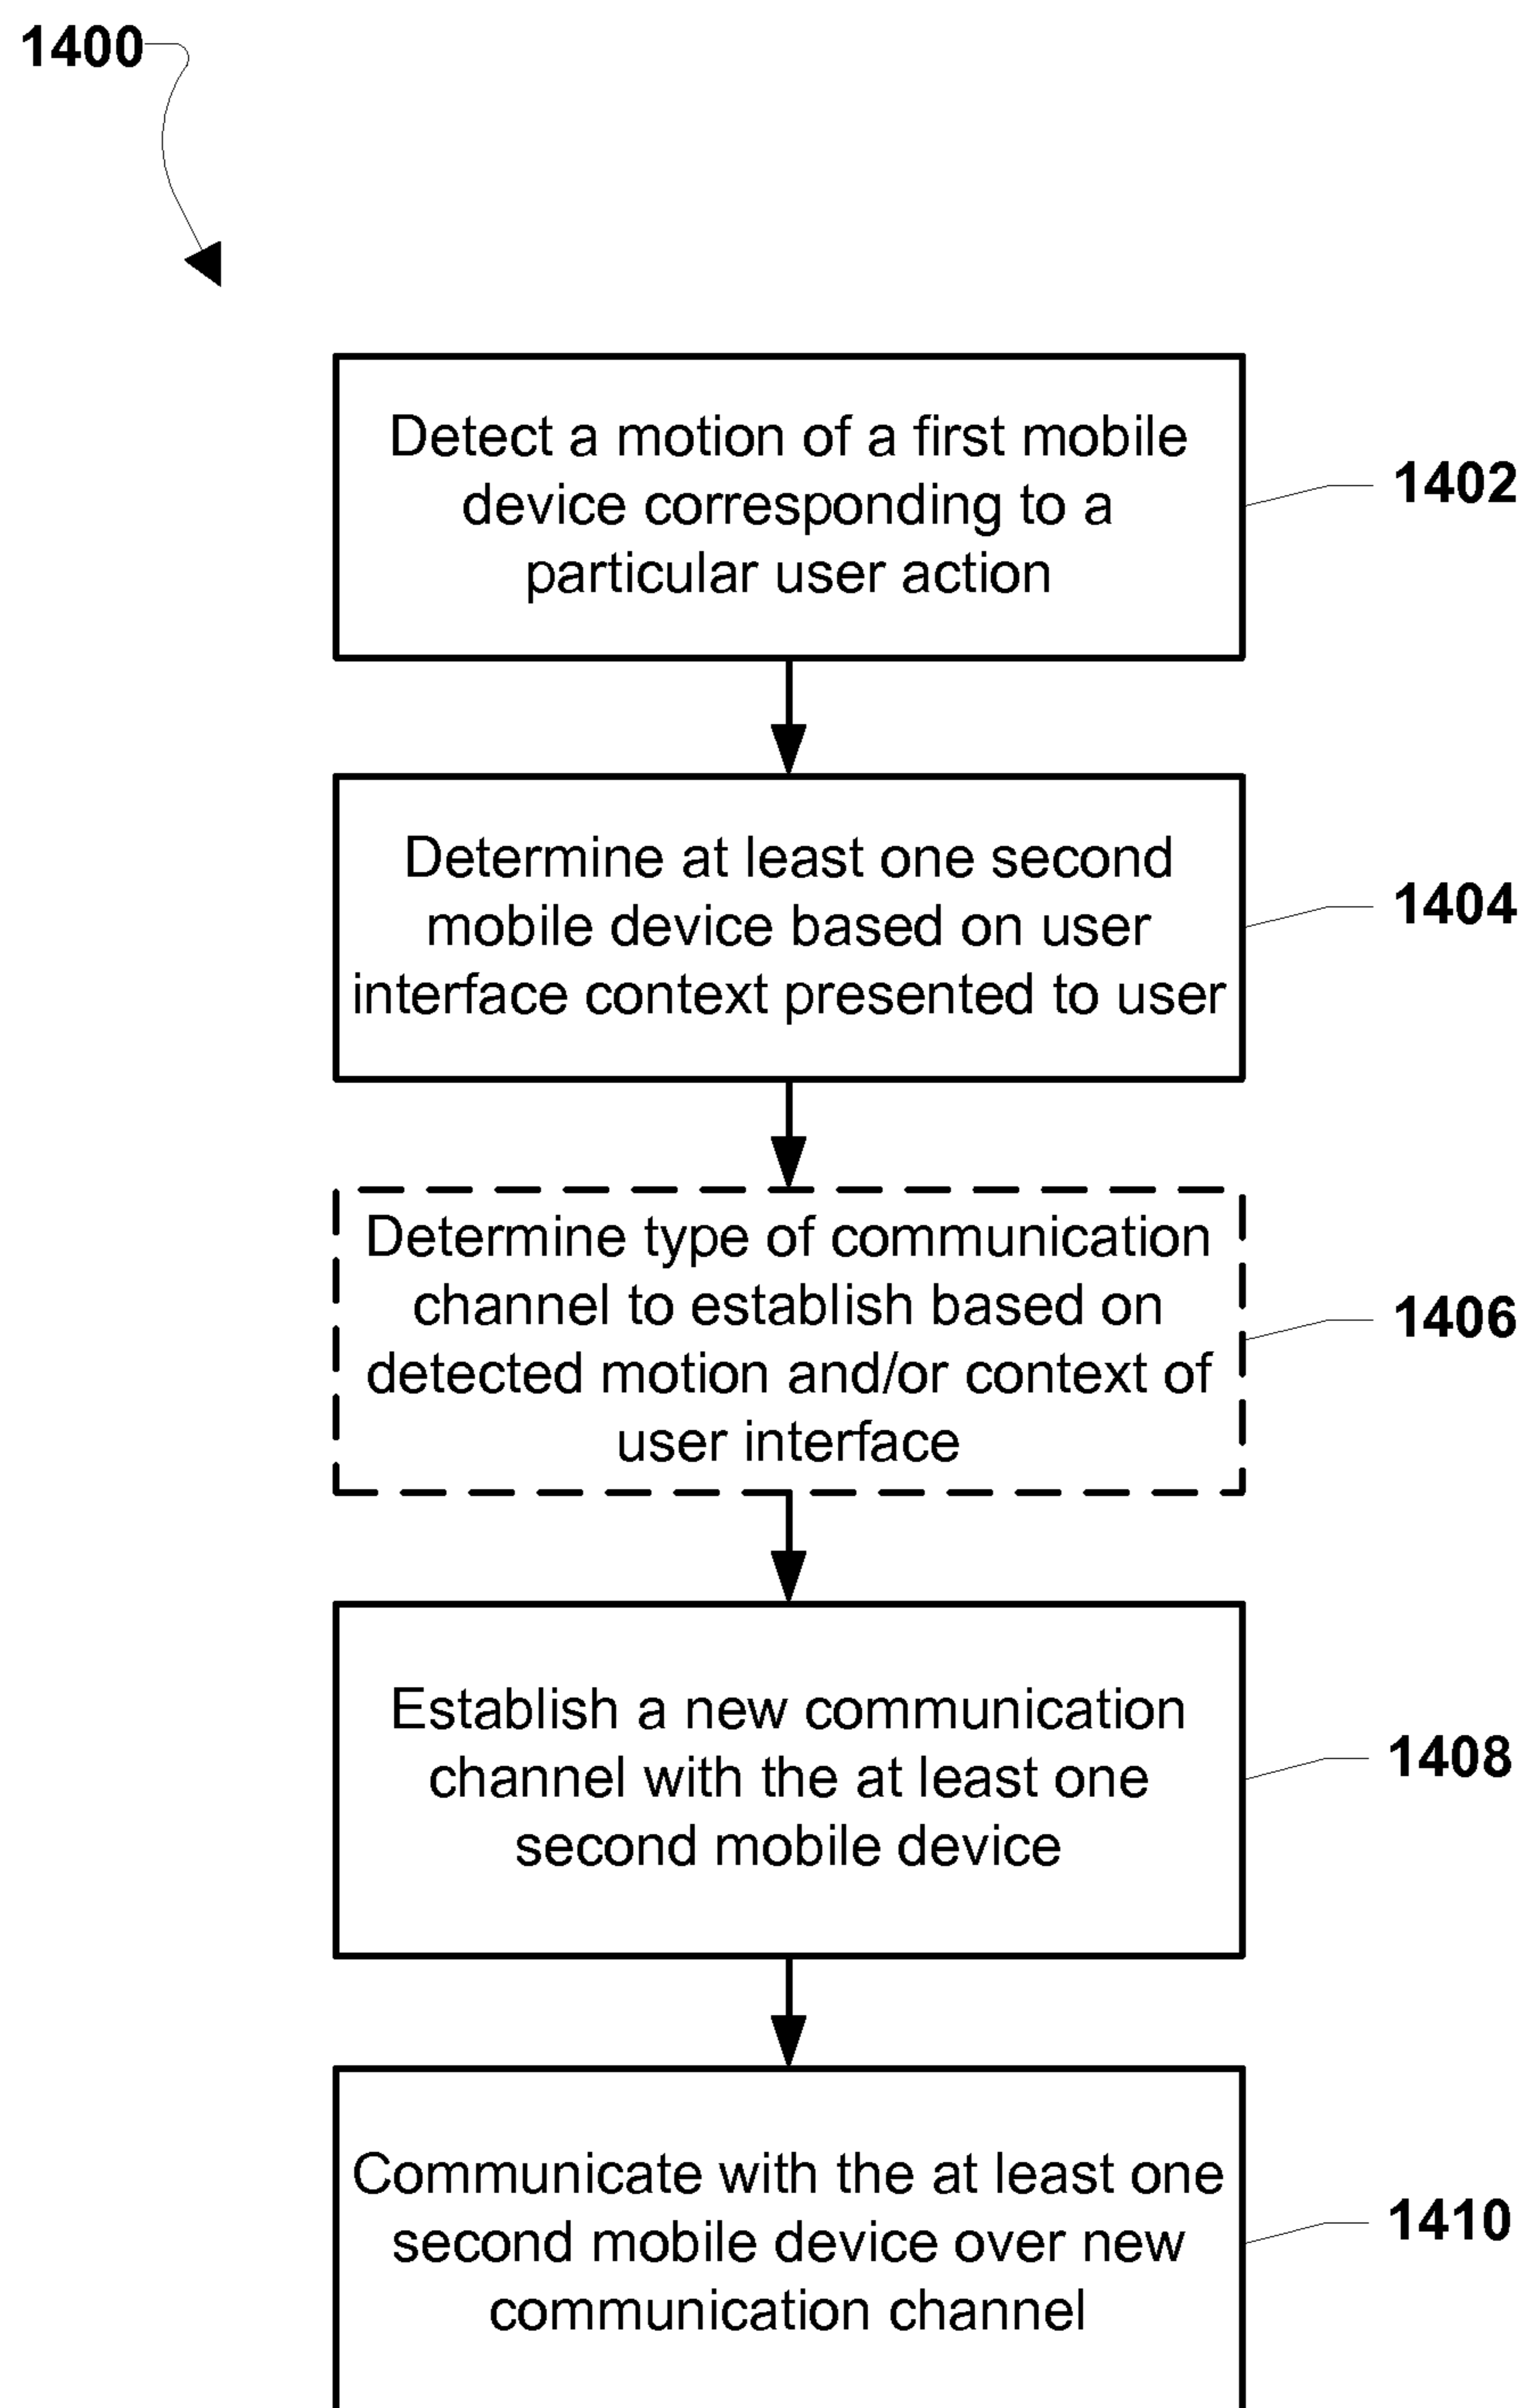 1400
Detect a motion of a first mobile
device corresponding to a
particular user action
1402
Determine at least one second
mobile device based on user
interface context presented to user
1404
Determine type of communication
channel to establish based on
detected motion and/or context of
user interface
1406
Establish a new communication
channel with the at least one
second mobile device
1408
Communicate with the at least one
second mobile device over new
communication channel
1410